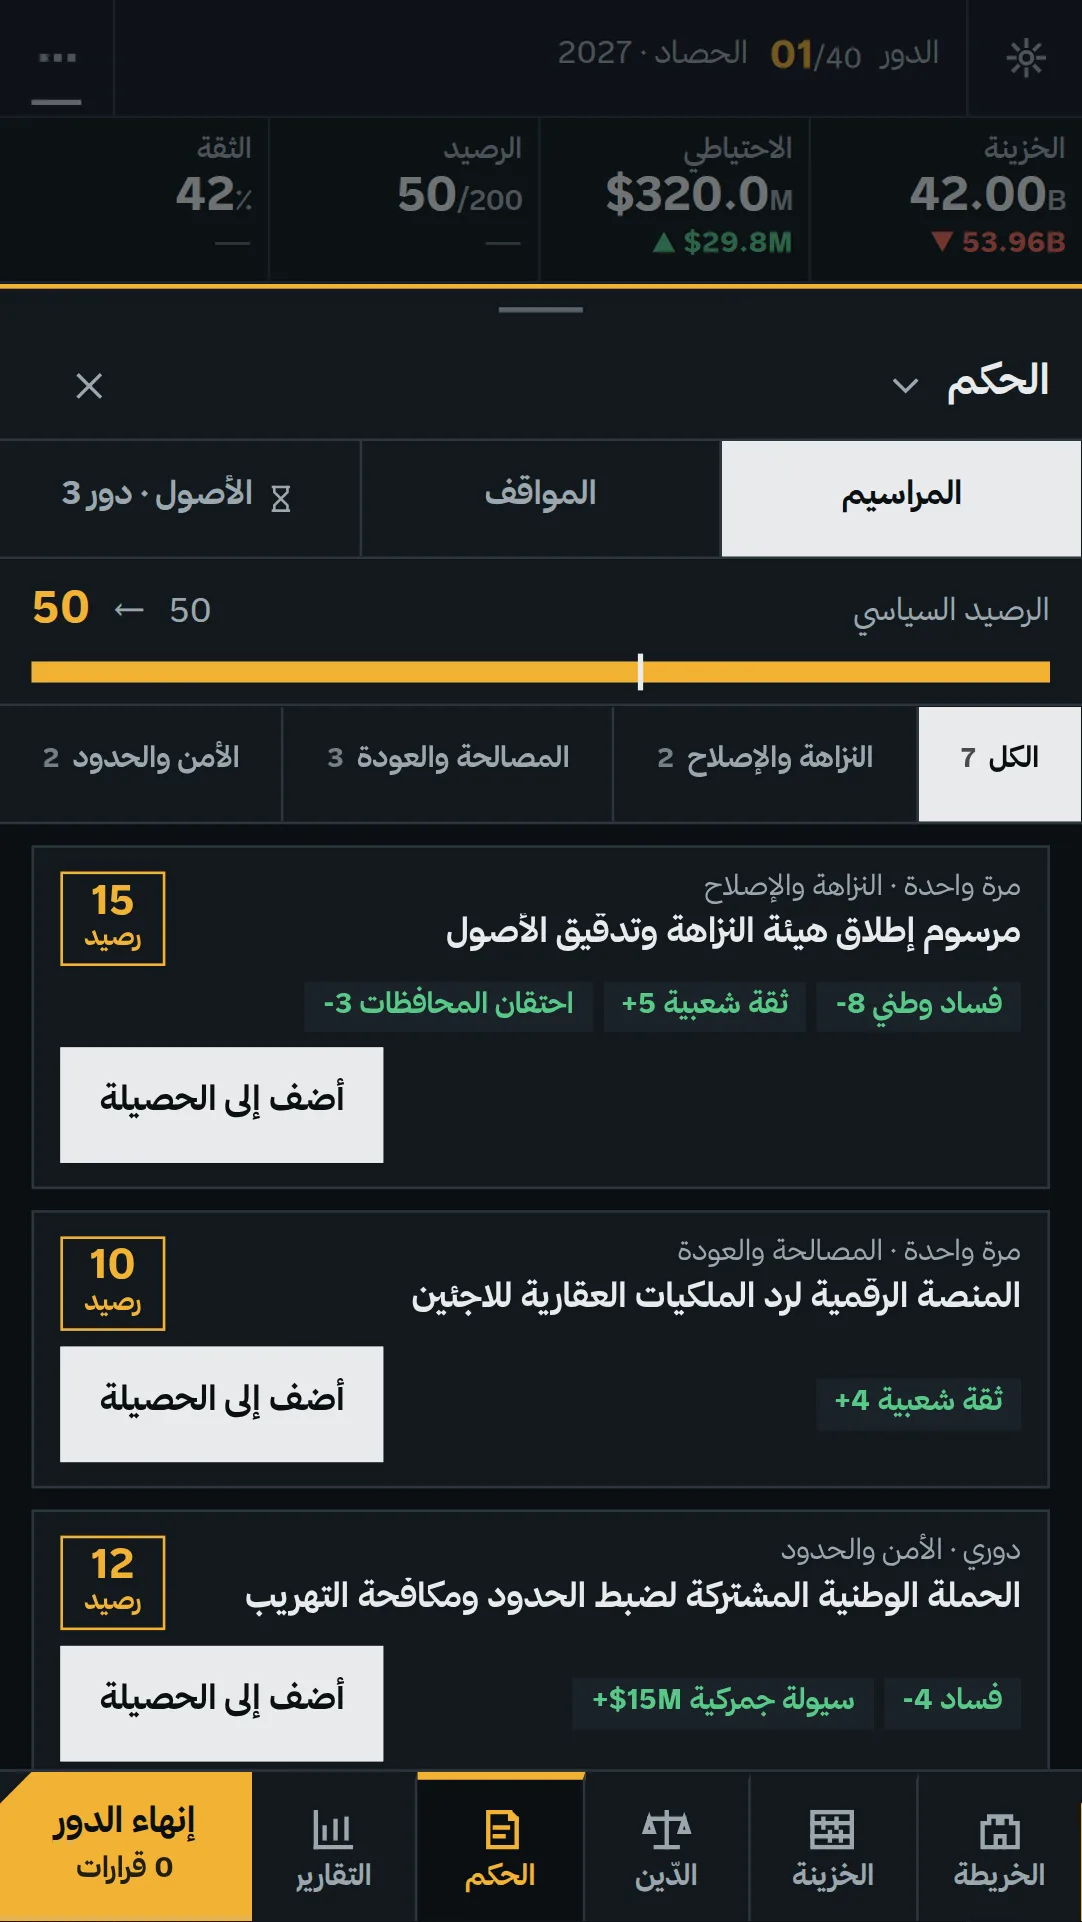 الدور 01/40 الحصاد · 2027
...
الخزينة
42.00B
▼ 53.96B
الاحتياطي
$320.0M
▲ $29.8M
الرصيد
50/200
—
الثقة
42٪
—
الحكم
المراسيم
المواقف
الأصول · دور 3
الرصيد السياسي
50 ← 50
الكل 7
النزاهة والإصلاح 2
المصالحة والعودة 3
الأمن والحدود 2
مرة واحدة · النزاهة والإصلاح
مرسوم إطلاق هيئة النزاهة وتدقيق الأصول
15
رصيد
فساد وطني 8-
ثقة شعبية 5+
احتقان المحافظات 3-
أضف إلى الحصيلة
مرة واحدة · المصالحة والعودة
المنصة الرقمية لرد الملكيات العقارية للاجئين
10
رصيد
ثقة شعبية 4+
أضف إلى الحصيلة
دوري · الأمن والحدود
الحملة الوطنية المشتركة لضبط الحدود ومكافحة التهريب
12
رصيد
فساد 4-
سيولة جمركية 15M$+
أضف إلى الحصيلة
الخريطة
الخزينة
الدّين
الحكم
التقارير
إنهاء الدور
0 قرارات